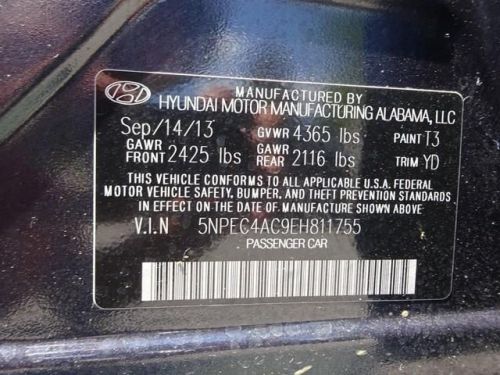 MANUFACTURED BY
HYUNDAI MOTOR MANUFACTURING ALABAMA, LLC
Sep/14/13 GVWR 4365 lbs PAINT T3
GAWR FRONT 2425 lbs GAWR REAR 2116 lbs TRIM YD
THIS VEHICLE CONFORMS TO ALL APPLICABLE U.S.A. FEDERAL
MOTOR VEHICLE SAFETY, BUMPER, AND THEFT PREVENTION STANDARDS
IN EFFECT ON THE DATE OF MANUFACTURE SHOWN ABOVE.
V.I.N 5NPEC4AC9EH811755
PASSENGER CAR